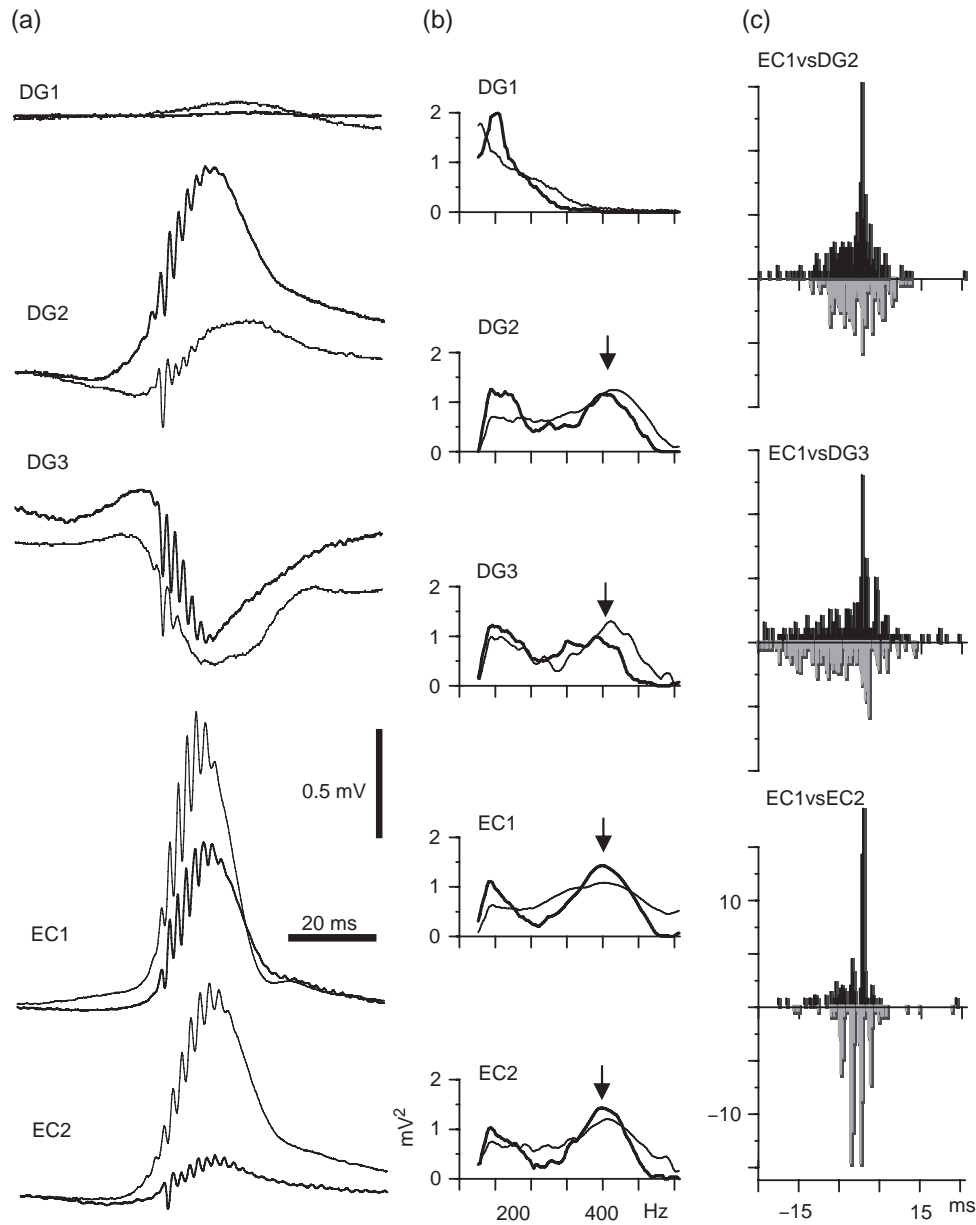 (a)
DG1
DG2
DG3
0.5 mV
EC1
20 ms
EC2
(b)
DG1
2
1
0
DG2
2
1
0
DG3
2
1
0
EC1
2
1
0
EC2
2
1
0
mV²
200
400
Hz
(c)
EC1vsDG2
EC1vsDG3
EC1vsEC2
10
−10
−15
15
ms